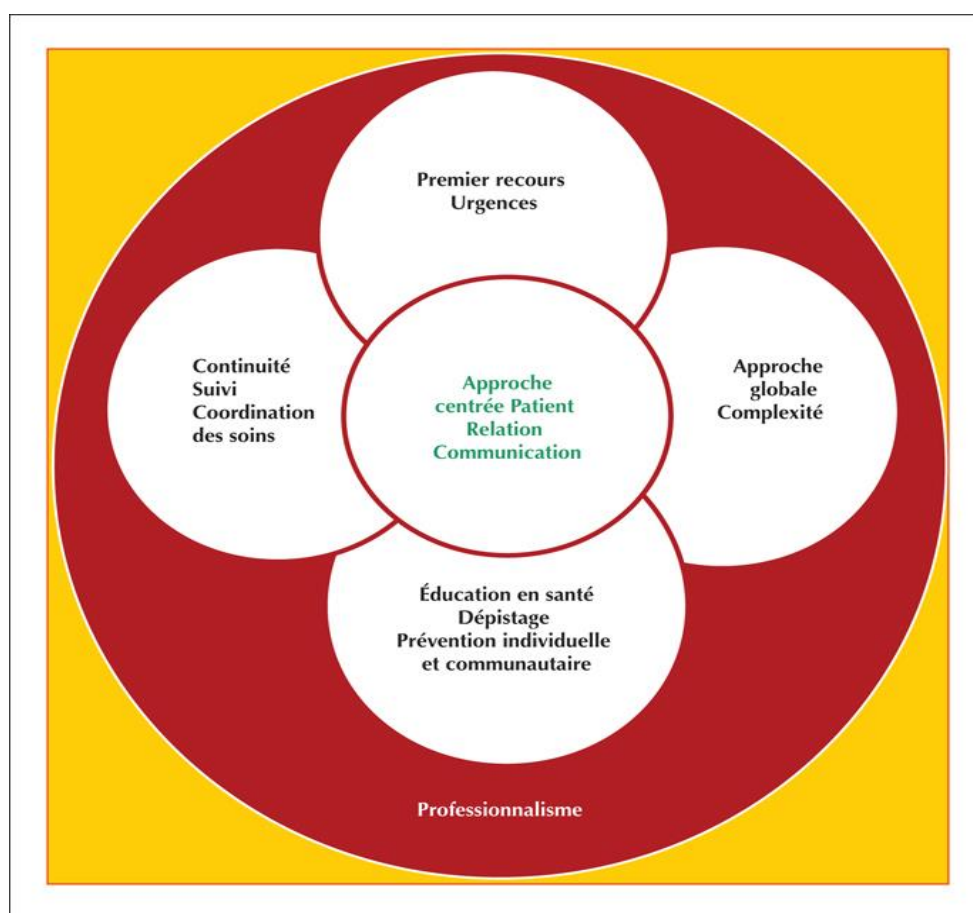 Premier recours
Urgences
Continuité
Suivi
Coordination
des soins
Approche
centrée Patient
Relation
Communication
Approche
globale
Complexité
Éducation en santé
Dépistage
Prévention individuelle
et communautaire
Professionnalisme